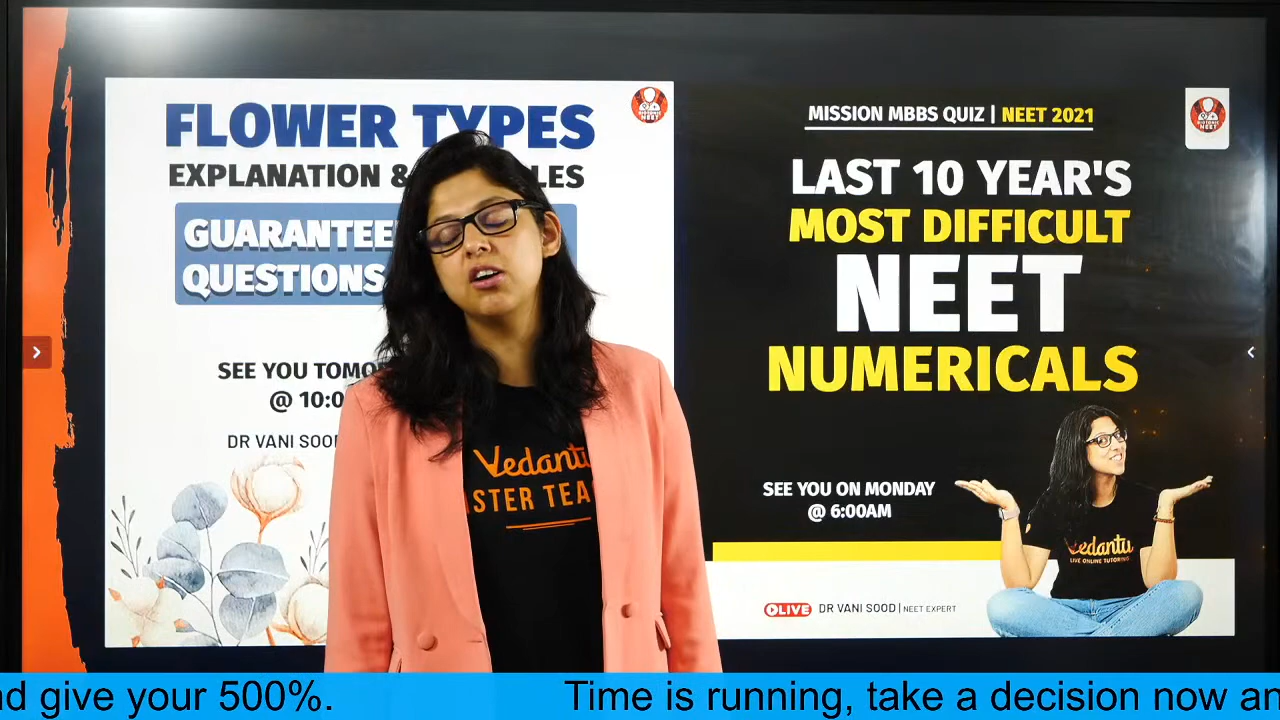 FLOWER TYPES
EXPLANATION &
GUARANTEE
QUESTIONS
SEE YOU TOMO
@ 10:0
DR VANI SOOD
MISSION MBBS QUIZ | NEET 2021
LAST 10 YEAR'S
MOST DIFFICULT
NEET
NUMERICALS
SEE YOU ON MONDAY
@ 6:00AM
LIVE DR VANI SOOD | NEET EXPERT
Vedantu
LIVE ONLINE TUTORING
Vedantu
STER TEA
nd give your 500%. Time is running, take a decision now an